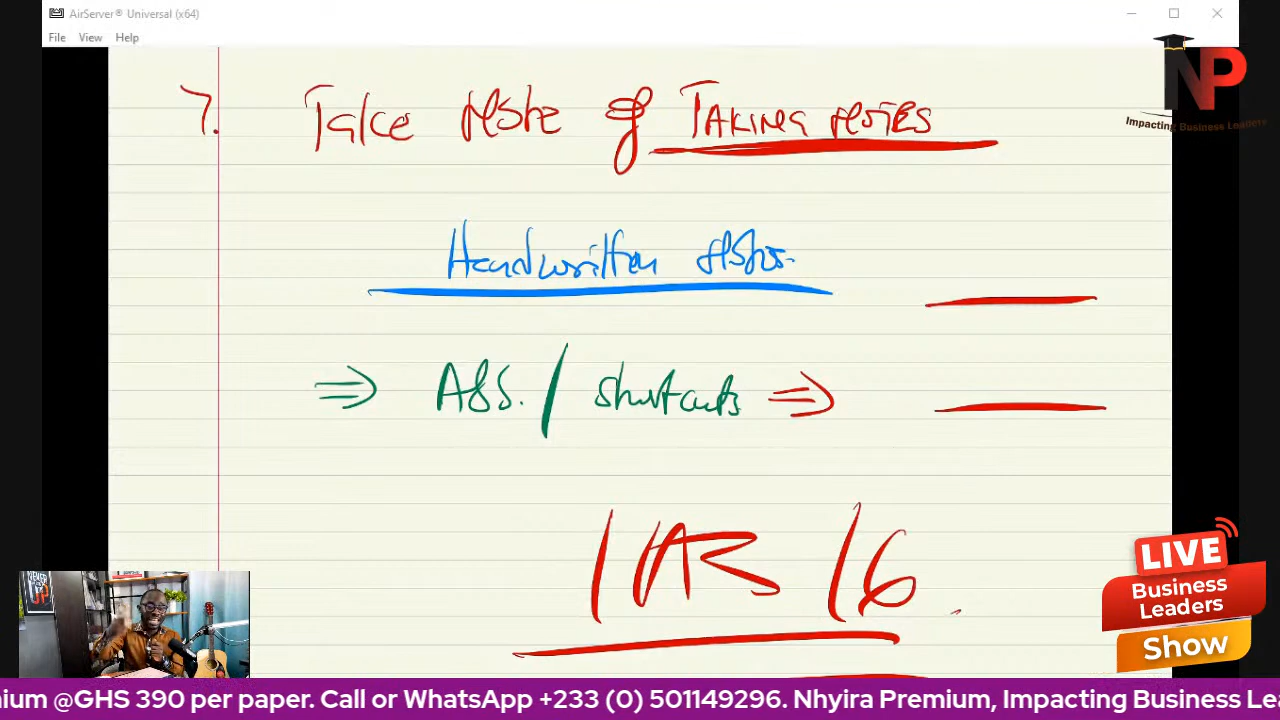 AirServer® Universal (x64)
File View Help
NP
Impacting Business Leaders
7. Take Note of TAKING NOTES
Handwritten Notes.
⇒ Abb. / shortcuts ⇒
IAS 16
LIVE
Business
Leaders
Show
nium @GHS 390 per paper. Call or WhatsApp +233 (0) 501149296. Nhyira Premium, Impacting Business Lea